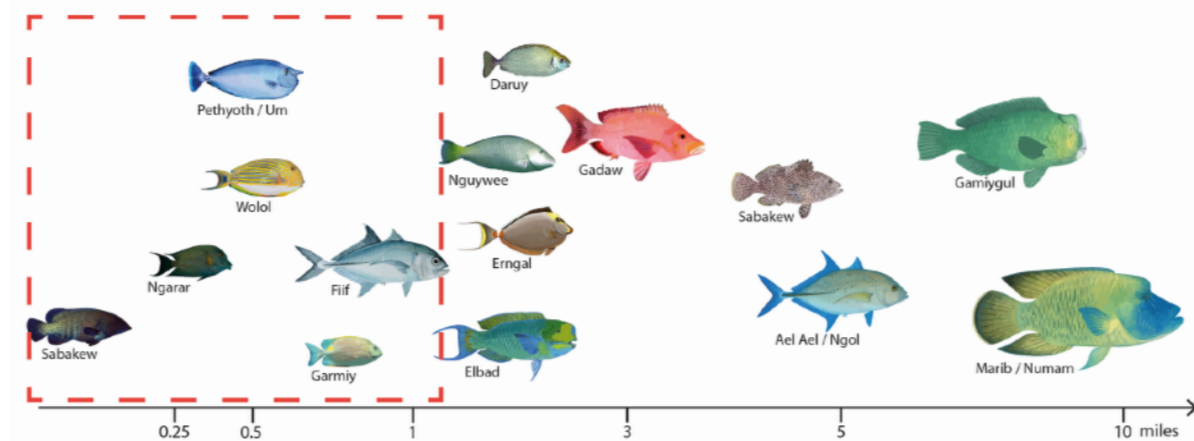 Daruy
Pethyoth / Um
Nguywee
Gadaw
Gamiygul
Wolol
Sabakew
Erngal
Ngarar
Fiif
Ael Ael / Ngol
Sabakew
Garmiy
Elbad
Marib / Numam
0.25 0.5 1 3 5 10 miles